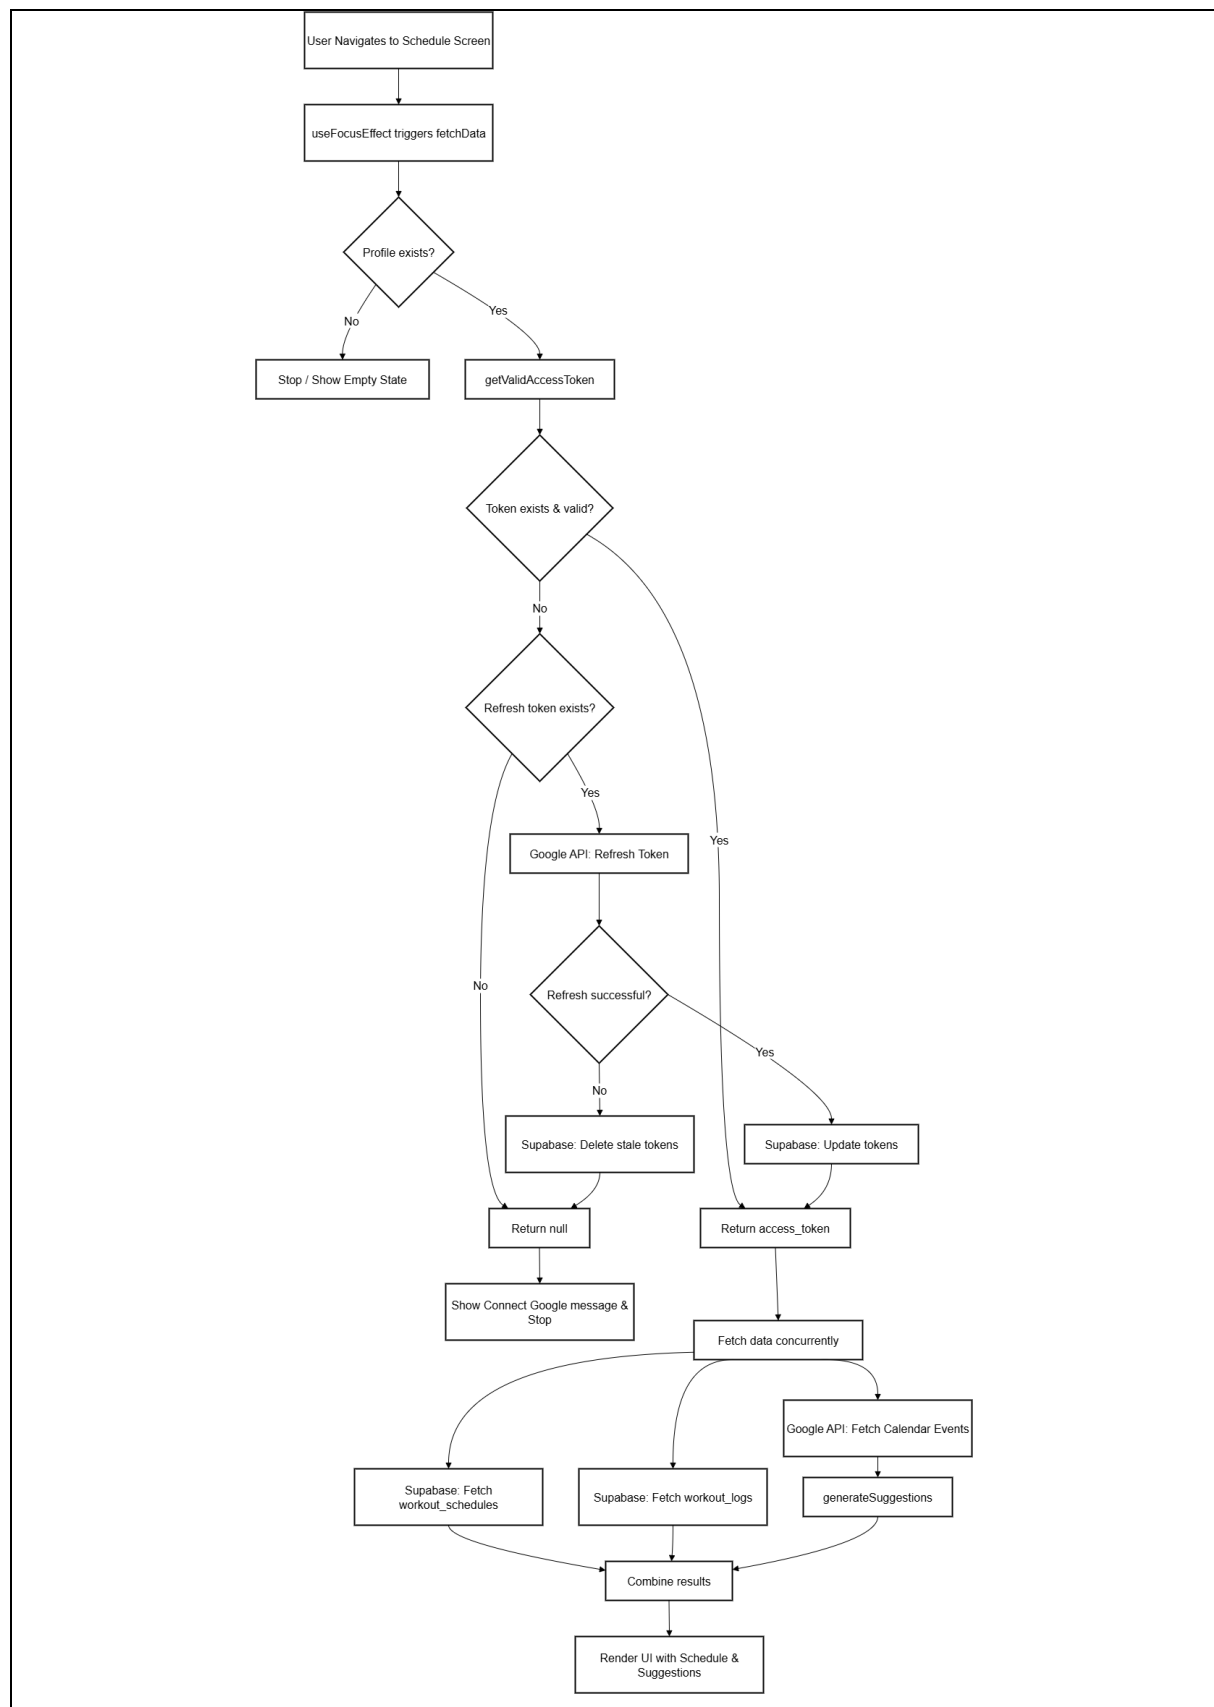 User Navigates to Schedule Screen
useFocusEffect triggers fetchData
Profile exists?
No
Yes
Stop / Show Empty State
getValidAccessToken
Token exists & valid?
No
Refresh token exists?
Yes
Yes
Google API: Refresh Token
No
Refresh successful?
Yes
No
Supabase: Delete stale tokens
Supabase: Update tokens
Return null
Return access_token
Show Connect Google message &
Stop
Fetch data concurrently
Google API: Fetch Calendar Events
Supabase: Fetch
workout_schedules
Supabase: Fetch workout_logs
generateSuggestions
Combine results
Render UI with Schedule &
Suggestions